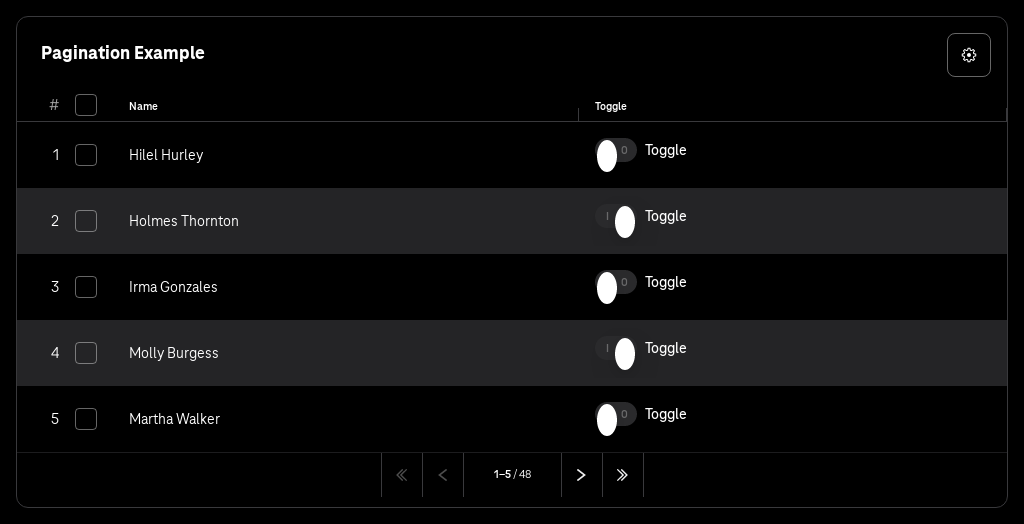 Pagination Example
# Name Toggle
1 Hilel Hurley 0 Toggle
2 Holmes Thornton I Toggle
3 Irma Gonzales 0 Toggle
4 Molly Burgess I Toggle
5 Martha Walker 0 Toggle
1–5 / 48